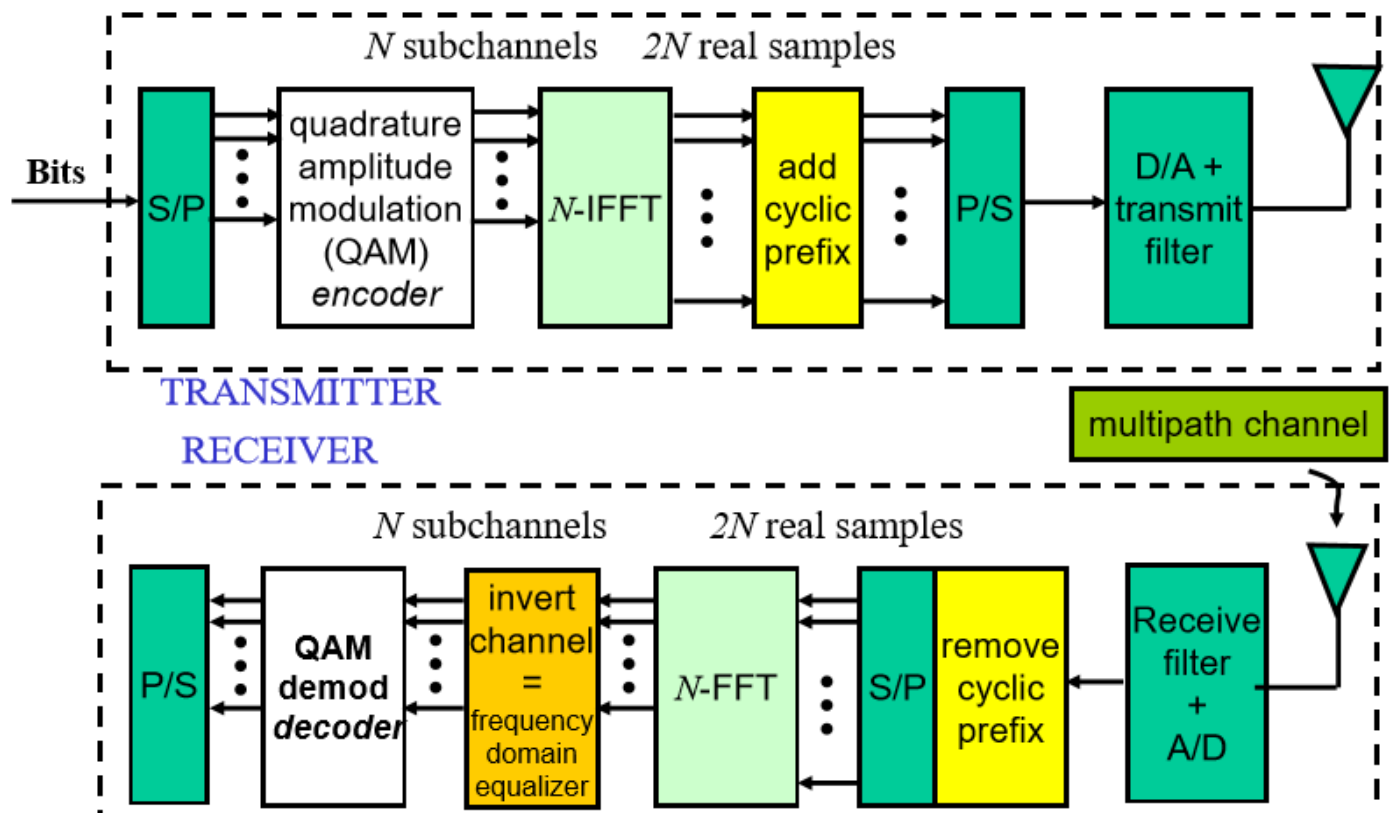 N subchannels 2N real samples
Bits
S/P
quadrature
amplitude
modulation
(QAM)
encoder
N-IFFT
add
cyclic
prefix
P/S
D/A +
transmit
filter
TRANSMITTER
RECEIVER
multipath channel
N subchannels 2N real samples
P/S
QAM
demod
decoder
invert
channel
=
frequency
domain
equalizer
N-FFT
S/P
remove
cyclic
prefix
Receive
filter
+
A/D